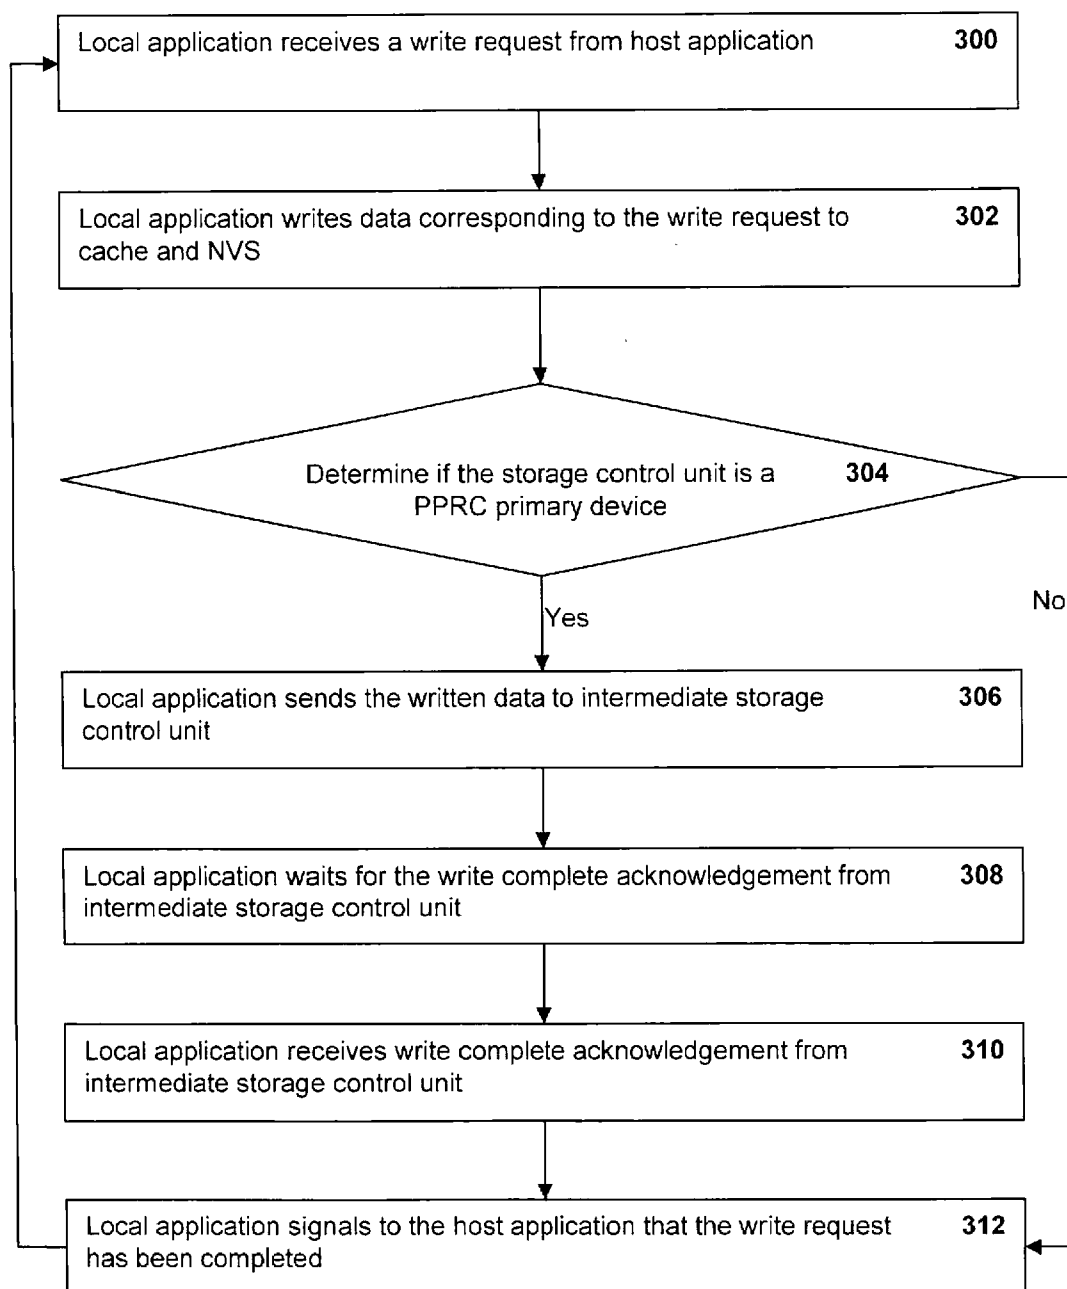 Local application receives a write request from host application 300
Local application writes data corresponding to the write request to 302
cache and NVS
Determine if the storage control unit is a 304
PPRC primary device
No
Yes
Local application sends the written data to intermediate storage 306
control unit
Local application waits for the write complete acknowledgement from 308
intermediate storage control unit
Local application receives write complete acknowledgement from 310
intermediate storage control unit
Local application signals to the host application that the write request 312
has been completed